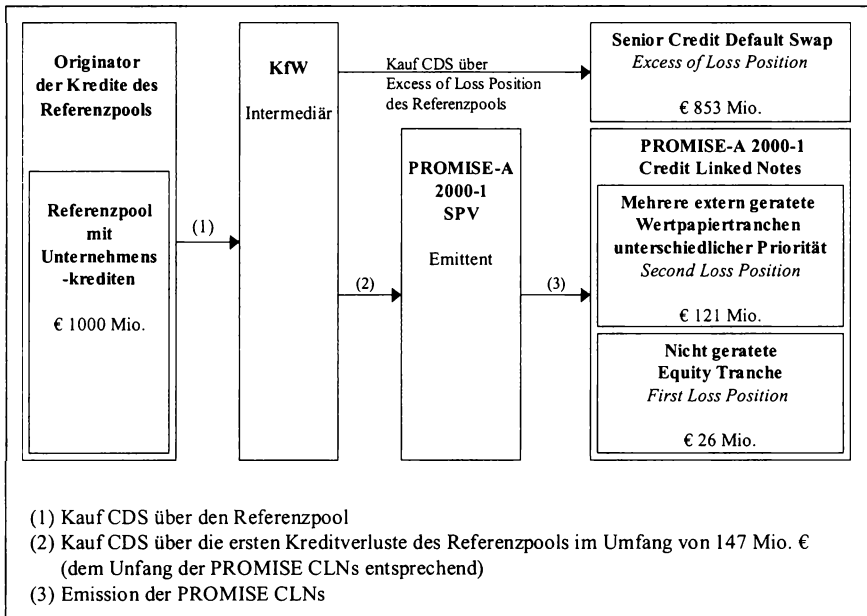 Originator
der Kredite des
Referenzpools
Referenzpool
mit
Unternehmens
-krediten
€ 1000 Mio.
(1)
KfW
Intermediär
Kauf CDS über
Excess of Loss Position
des Referenzpools
(2)
PROMISE-A
2000-1
SPV
Emittent
(3)
Senior Credit Default Swap
Excess of Loss Position
€ 853 Mio.
PROMISE-A 2000-1
Credit Linked Notes
Mehrere extern geratete
Wertpapiertranchen
unterschiedlicher Priorität
Second Loss Position
€ 121 Mio.
Nicht geratete
Equity Tranche
First Loss Position
€ 26 Mio.
(1) Kauf CDS über den Referenzpool
(2) Kauf CDS über die ersten Kreditverluste des Referenzpools im Umfang von 147 Mio. €
(dem Unfang der PROMISE CLNs entsprechend)
(3) Emission der PROMISE CLNs